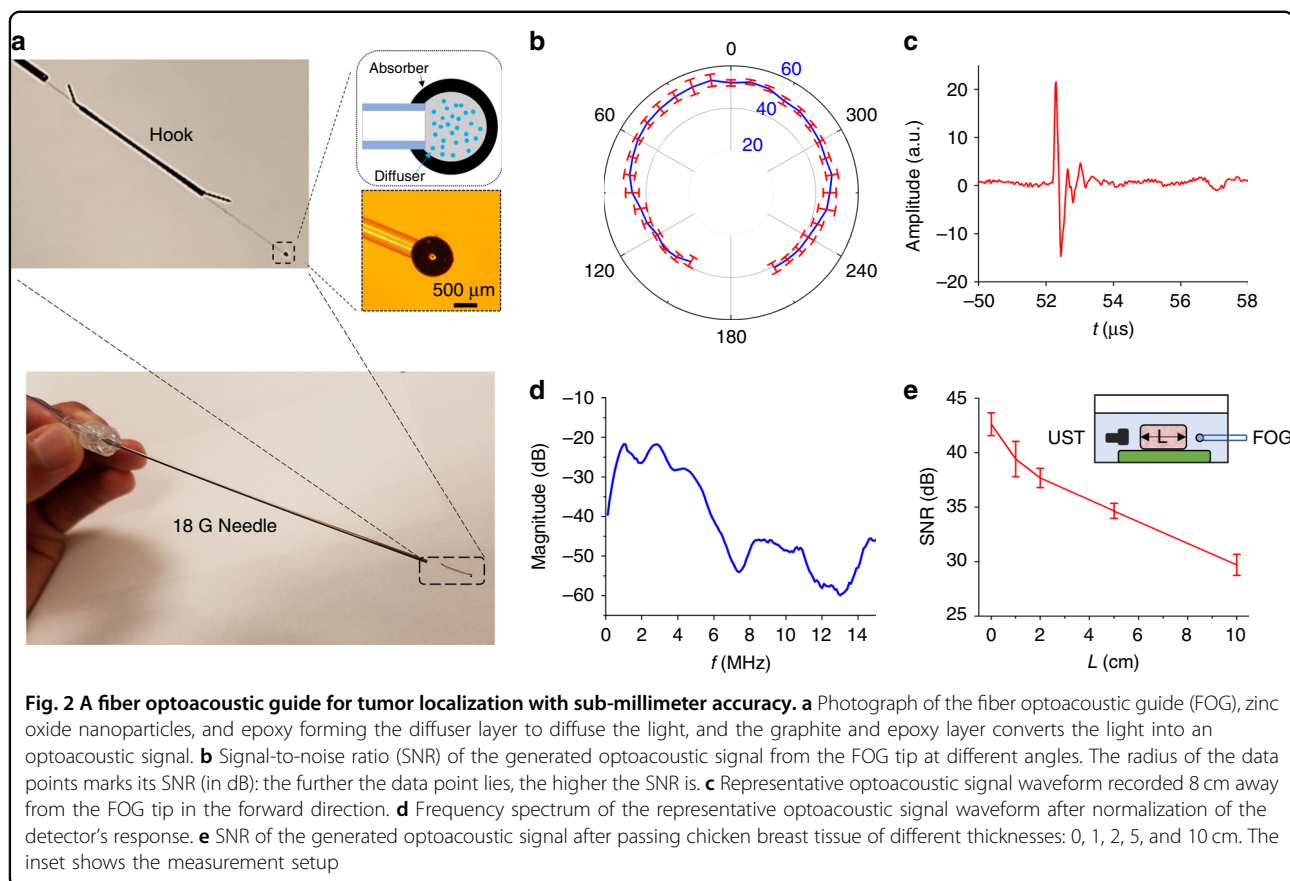 a
Absorber
Hook
Diffuser
500 μm
18 G Needle
b
0
60
60
40
300
20
120
240
180
c
20
10
0
–10
–20
Amplitude (a.u.)
–50
52
54
56
58
t (μs)
d
–10
–20
–30
–40
–50
–60
Magnitude (dB)
0
2
4
6
8
10
12
14
f (MHz)
e
45
40
35
30
25
SNR (dB)
UST
L
FOG
0
2
4
6
8
10
L (cm)
Fig. 2 A fiber optoacoustic guide for tumor localization with sub-millimeter accuracy. a Photograph of the fiber optoacoustic guide (FOG), zinc
oxide nanoparticles, and epoxy forming the diffuser layer to diffuse the light, and the graphite and epoxy layer converts the light into an
optoacoustic signal. b Signal-to-noise ratio (SNR) of the generated optoacoustic signal from the FOG tip at different angles. The radius of the data
points marks its SNR (in dB): the further the data point lies, the higher the SNR is. c Representative optoacoustic signal waveform recorded 8 cm away
from the FOG tip in the forward direction. d Frequency spectrum of the representative optoacoustic signal waveform after normalization of the
detector's response. e SNR of the generated optoacoustic signal after passing chicken breast tissue of different thicknesses: 0, 1, 2, 5, and 10 cm. The
inset shows the measurement setup